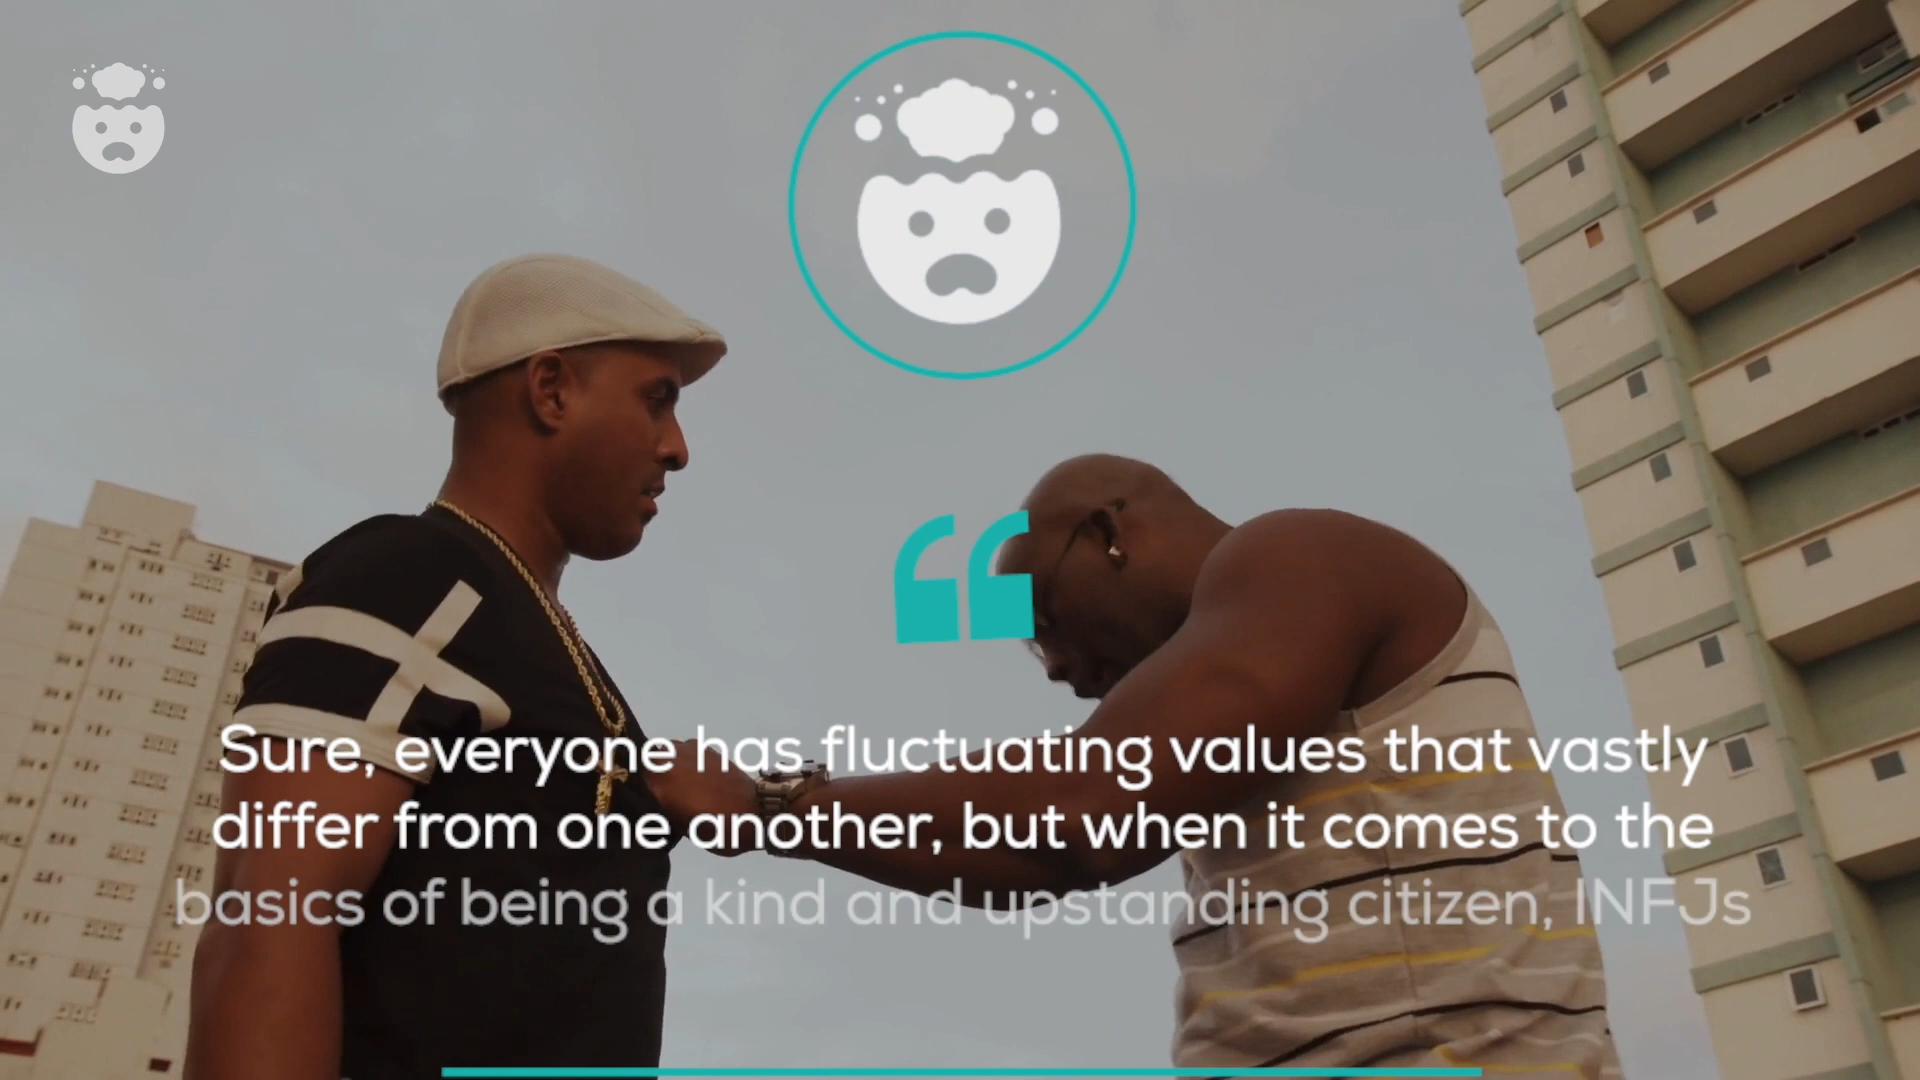 Sure, everyone has fluctuating values that vastly
differ from one another, but when it comes to the
basics of being a kind and upstanding citizen, INFJs